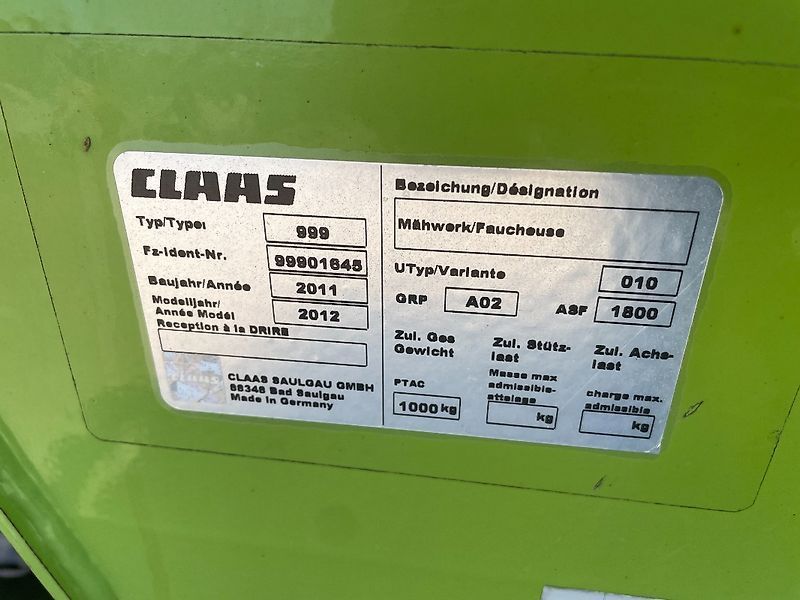 CLAAS
Typ/Type: 999
Fz-Ident-Nr. 99901645
Baujahr/Année 2011
Modelljahr/
Année Modél 2012
Reception à la DRIRE
CLAAS
CLAAS SAULGAU GMBH
88348 Bad Saulgau
Made in Germany
Bezeichung/Désignation
Mähwerk/Faucheuse
UTyp/Variante 010
GRP A02 ASF 1800
Zul. Ges
Gewicht
PTAC
1000 kg
Zul. Stütz-
last
Masse max
admissible-
attelage
kg
Zul. Achs-
last
charge max.
admissible
kg